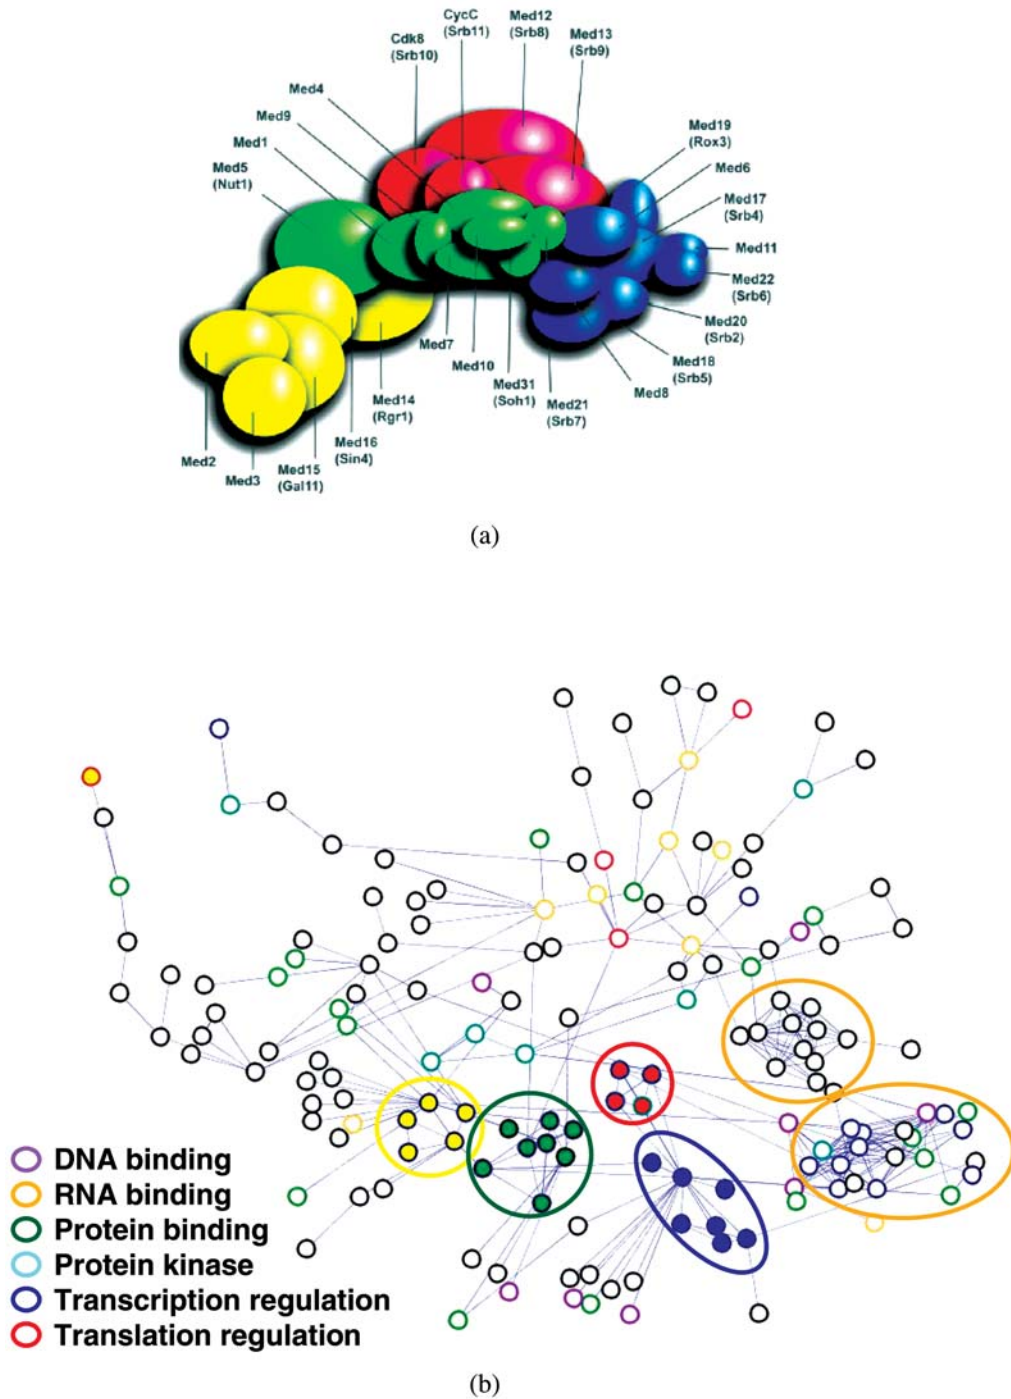 CycC
(Srb11)
Med12
(Srb8)
Cdk8
(Srb10)
Med13
(Srb9)
Med4
Med9
Med1
Med5
(Nut1)
Med19
(Rox3)
Med6
Med17
(Srb4)
Med11
Med22
(Srb6)
Med20
(Srb2)
Med18
(Srb5)
Med8
Med7
Med10
Med31
(Soh1)
Med21
(Srb7)
Med14
(Rgr1)
Med16
(Sin4)
Med15
(Gal11)
Med2
Med3
(a)
DNA binding
RNA binding
Protein binding
Protein kinase
Transcription regulation
Translation regulation
(b)